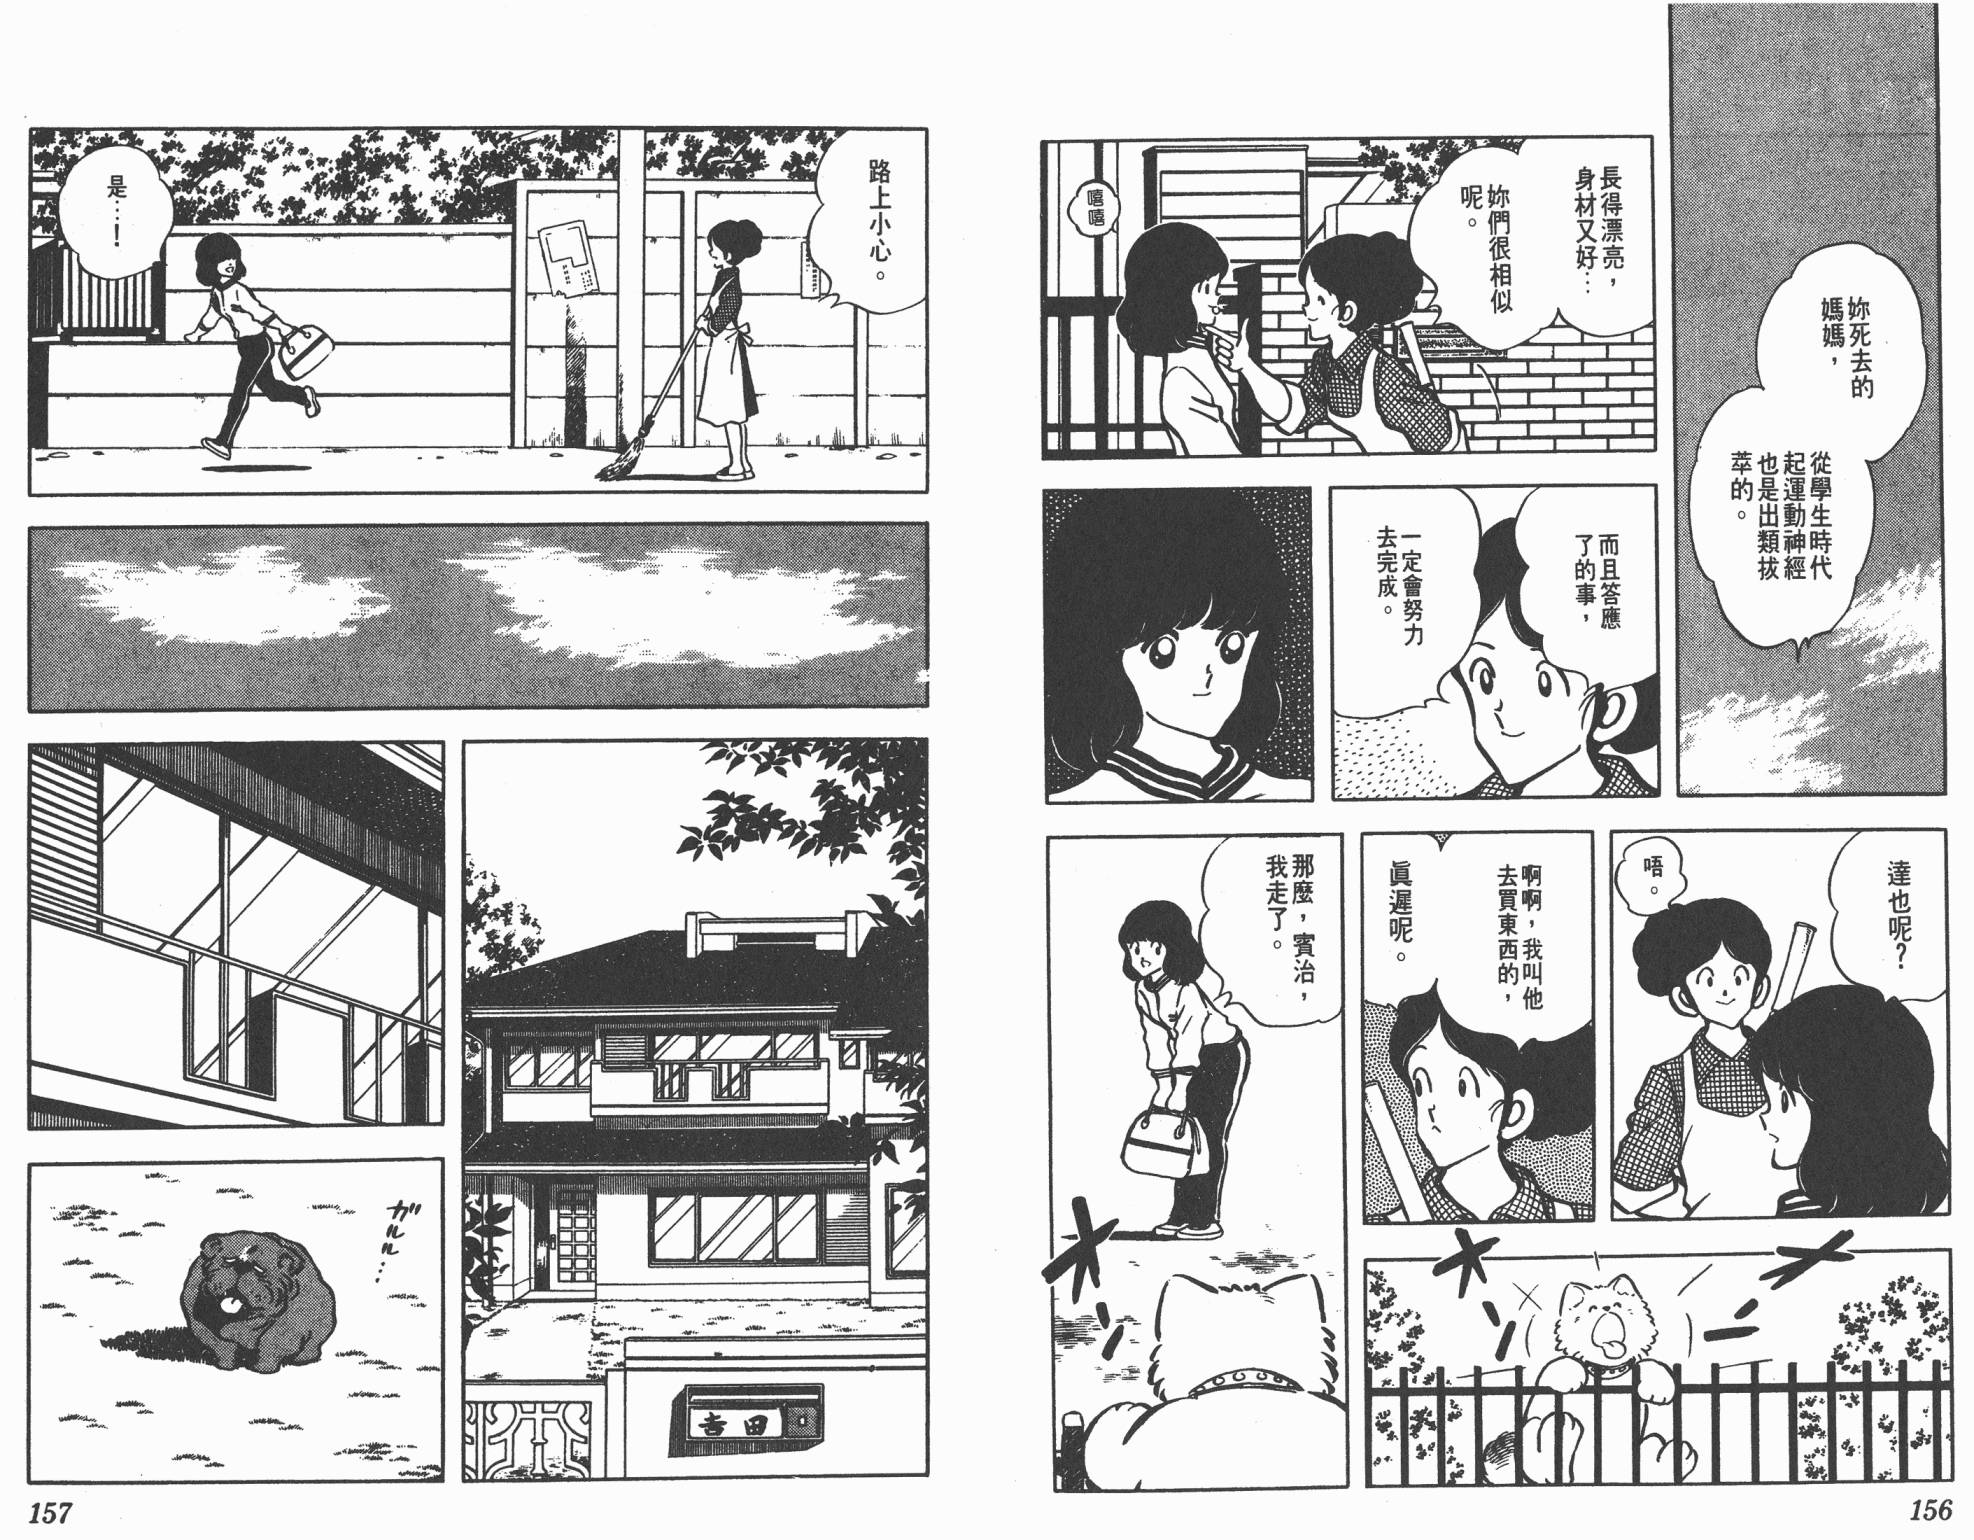 妳死去的
媽媽，
從學生時代
起運動神經
也是出類拔
萃的。
長得漂亮，
身材又好…
妳們很相似
呢。
嘻嘻
而且答應
了的事，
一定會努力
去完成。
達也呢？
唔。
啊啊，我叫他
去買東西的，
眞遲呢。
那麼，賓治，
我走了。
156
路上小心。
是…！
吉田
ガルル…
157